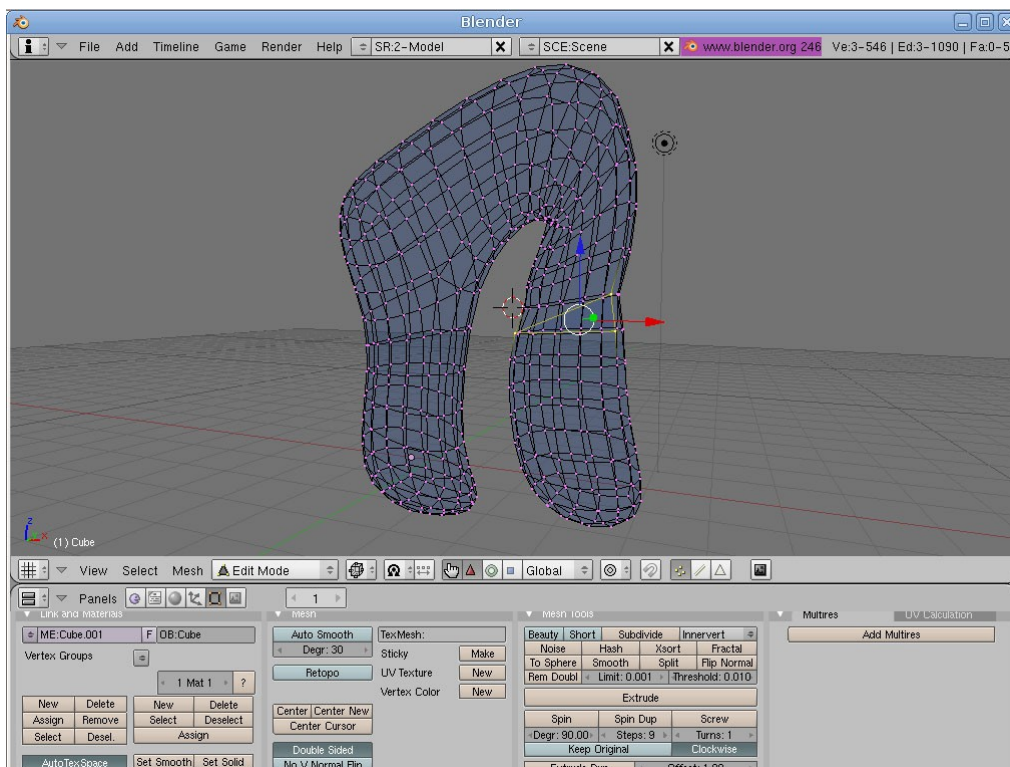 Blender
File Add Timeline Game Render Help SR:2-Model SCE:Scene www.blender.org 246 Ve:3-546 | Ed:3-1090 | Fa:0-5
z
x
(1) Cube
View Select Mesh Edit Mode Global
Panels 1
Link and Materials Mesh Mesh Tools Multires UV Calculation
ME:Cube.001 F OB:Cube Auto Smooth TexMesh: Beauty Short Subdivide Innervert Add Multires
Vertex Groups Degr: 30 Sticky Make Noise Hash Xsort Fractal
To Sphere Smooth Split Flip Normal
1 Mat 1 ? Retopo UV Texture New Rem Doubl Limit: 0.001 Threshold: 0.010
Vertex Color New
New Delete New Delete Extrude
Assign Remove Select Deselect Center Center New Spin Spin Dup Screw
Select Desel. Assign Center Cursor Degr: 90.00 Steps: 9 Turns: 1
Double Sided Keep Original Clockwise
AutoTexSpace Set Smooth Set Solid No V.Normal Flip Extrude Dup Offset: 1.00